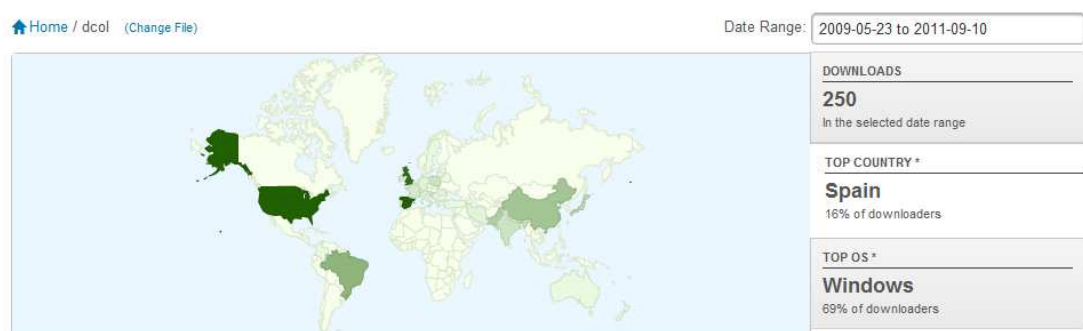 Home / dcol (Change File)
Date Range: 2009-05-23 to 2011-09-10
DOWNLOADS
250
In the selected date range
TOP COUNTRY *
Spain
16% of downloaders
TOP OS *
Windows
69% of downloaders